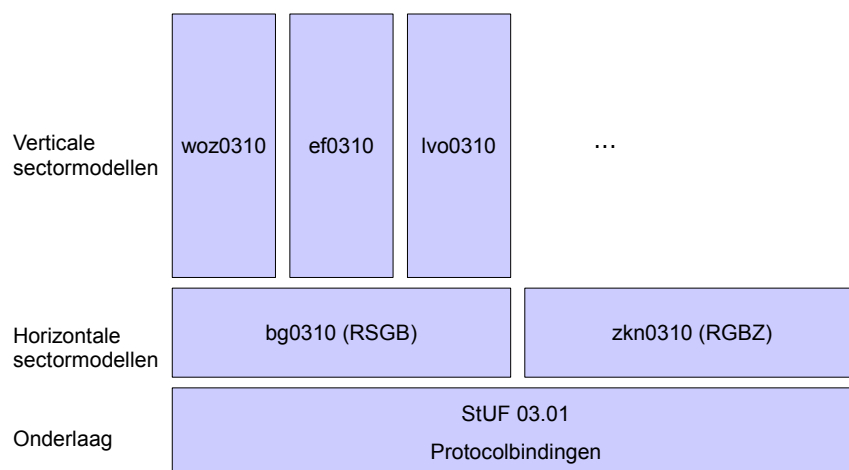 Verticale
sectormodellen
woz0310
ef0310
lvo0310
...
Horizontale
sectormodellen
bg0310 (RSGB)
zkn0310 (RGBZ)
Onderlaag
StUF 03.01
Protocolbindingen